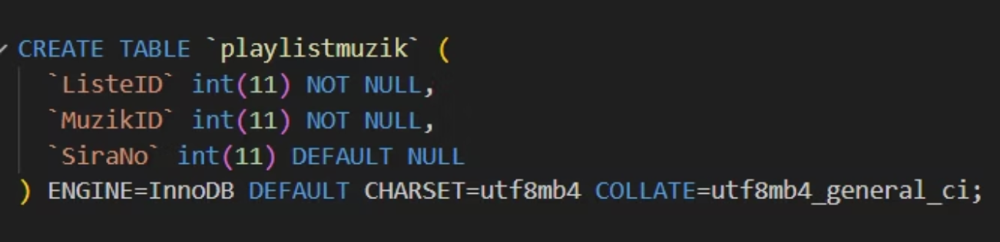 CREATE TABLE `playlistmuzik` (
`ListeID` int(11) NOT NULL,
`MuzikID` int(11) NOT NULL,
`SiraNo` int(11) DEFAULT NULL
) ENGINE=InnoDB DEFAULT CHARSET=utf8mb4 COLLATE=utf8mb4_general_ci;